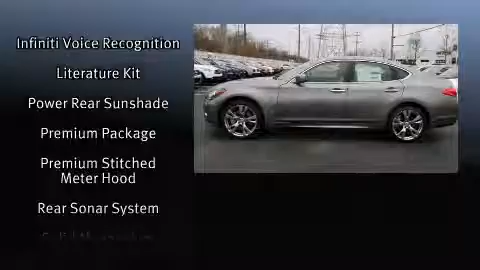 Infiniti Voice Recognition
Literature Kit
Power Rear Sunshade
Premium Package
Premium Stitched
Meter Hood
Rear Sonar System